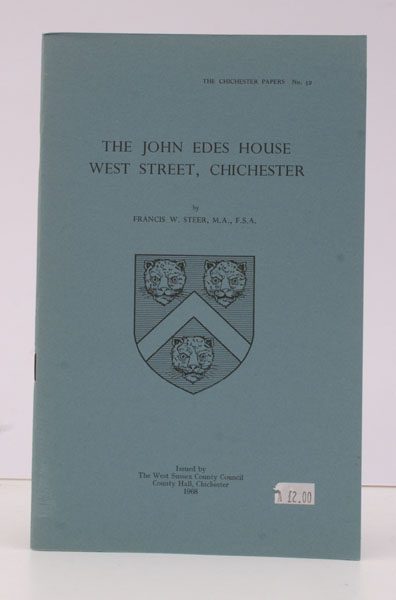 THE CHICHESTER PAPERS No. 52
THE JOHN EDES HOUSE
WEST STREET, CHICHESTER
by
FRANCIS W. STEER, M.A., F.S.A.
Issued by
The West Sussex County Council
County Hall, Chichester
1968
£2.00